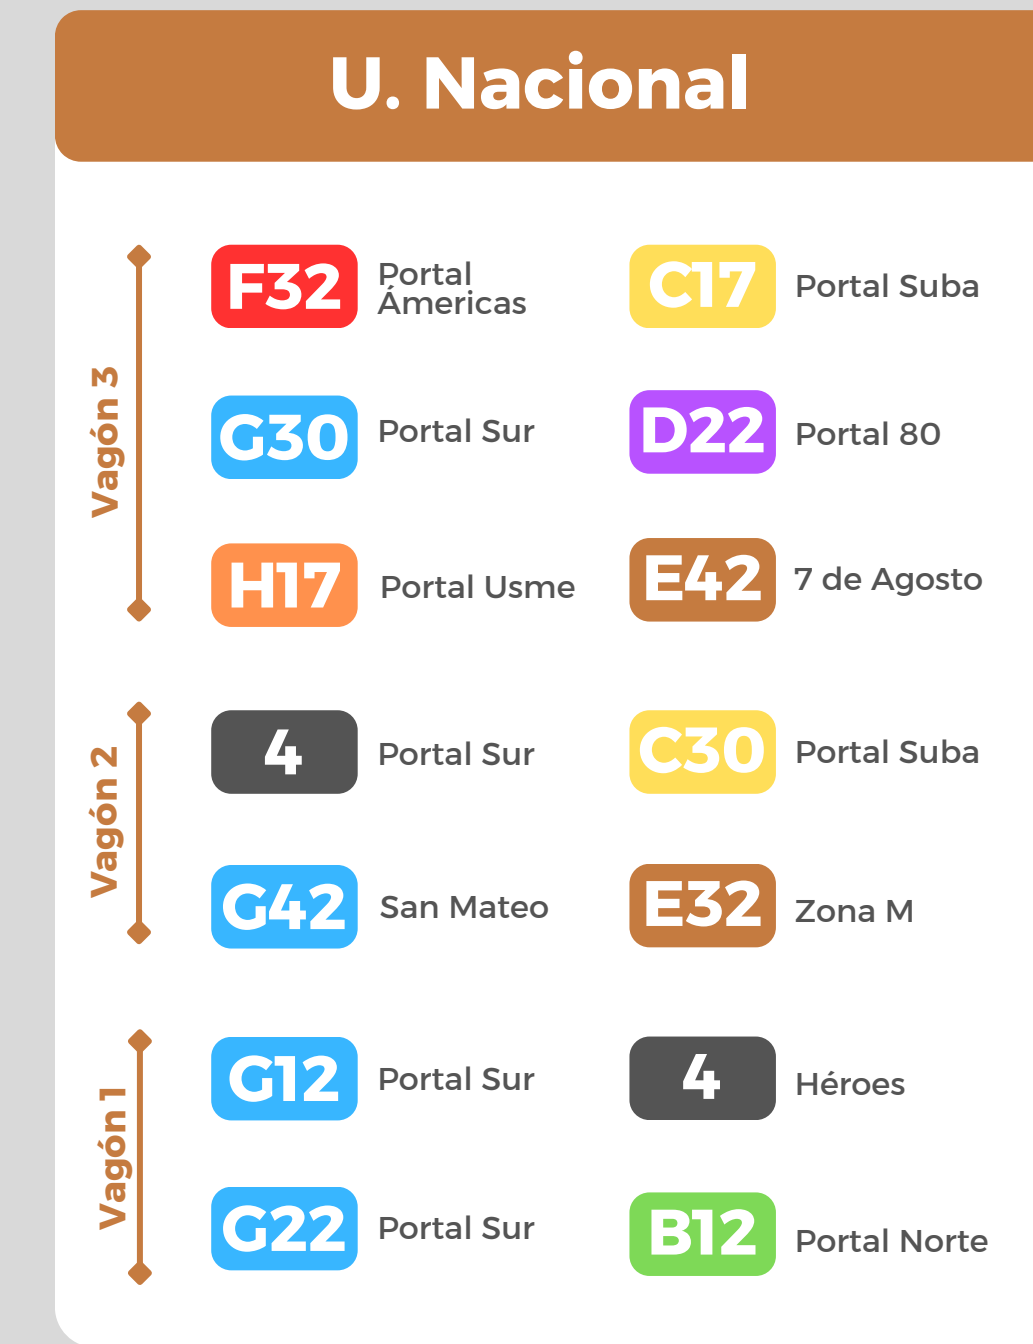 U. Nacional
Vagón 3
F32 Portal
Ámericas
C17 Portal Suba
G30 Portal Sur
D22 Portal 80
H17 Portal Usme
E42 7 de Agosto
Vagón 2
4 Portal Sur
C30 Portal Suba
G42 San Mateo
E32 Zona M
Vagón 1
G12 Portal Sur
4 Héroes
G22 Portal Sur
B12 Portal Norte